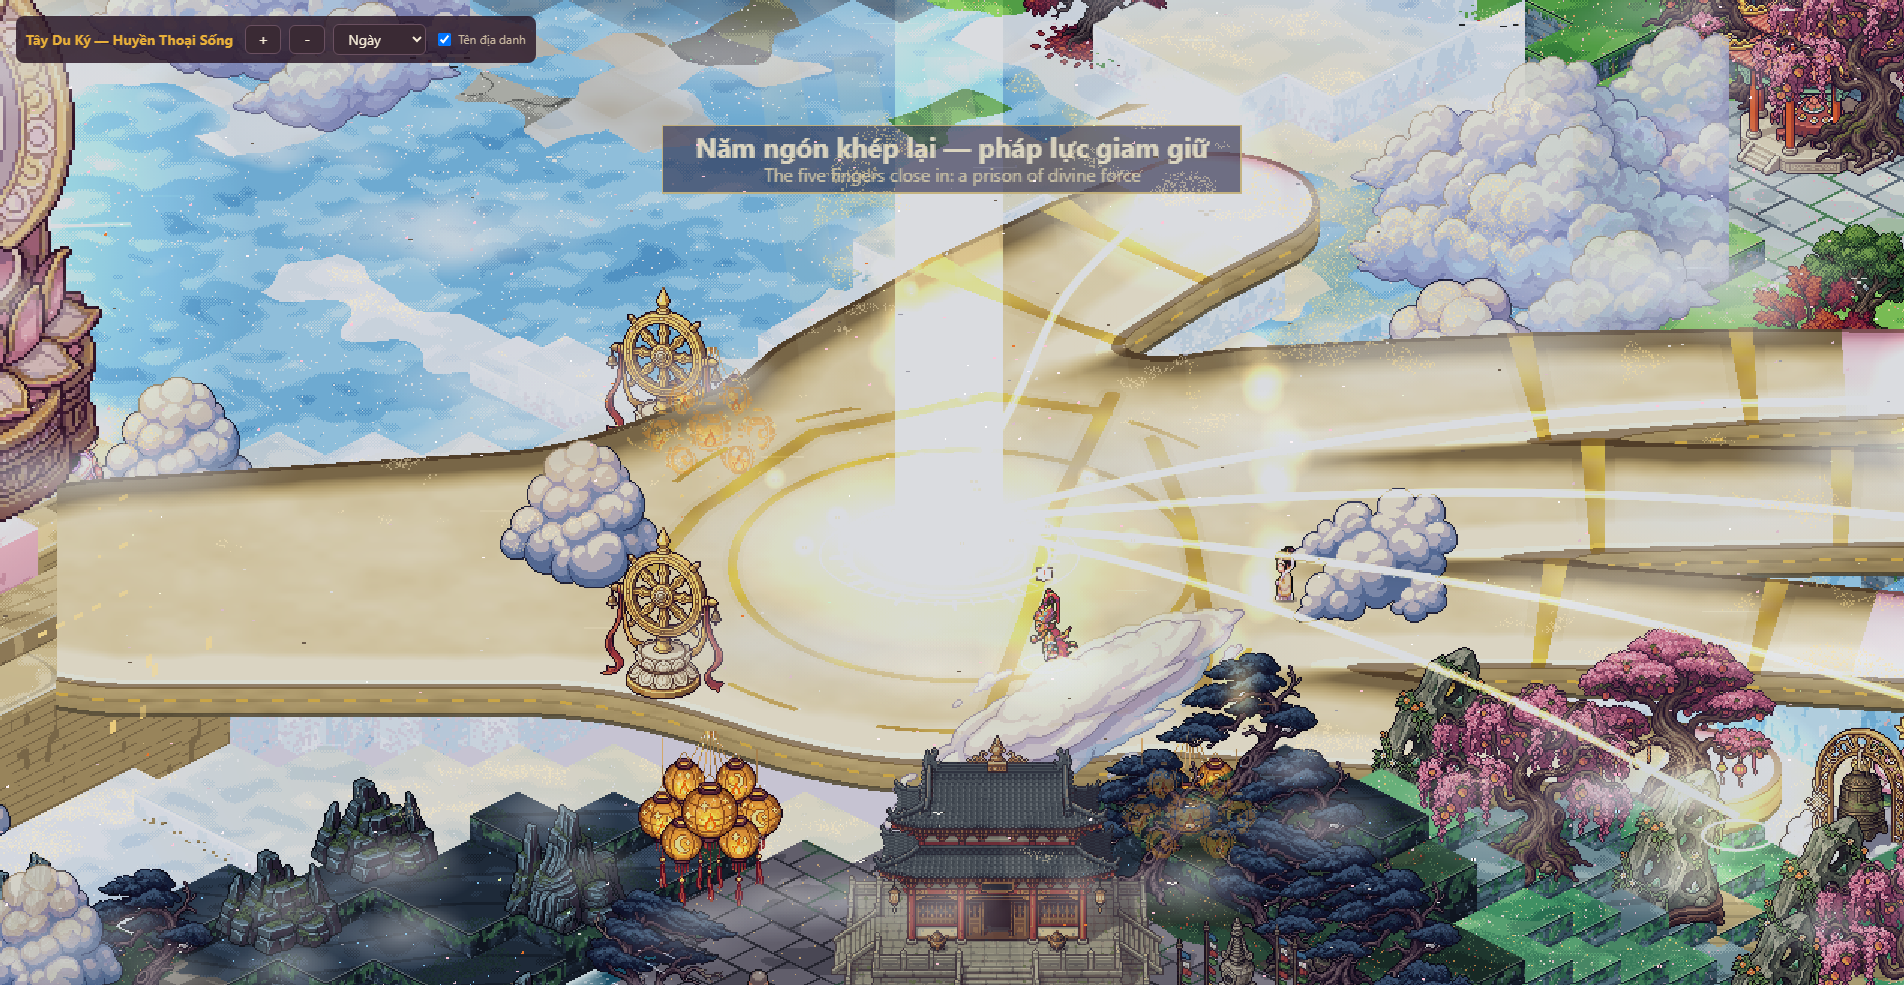 Tây Du Ký — Huyền Thoại Sống
+
-
Ngày
Tên địa danh
Năm ngón khép lại — pháp lực giam giữ
The five fingers close in: a prison of divine force